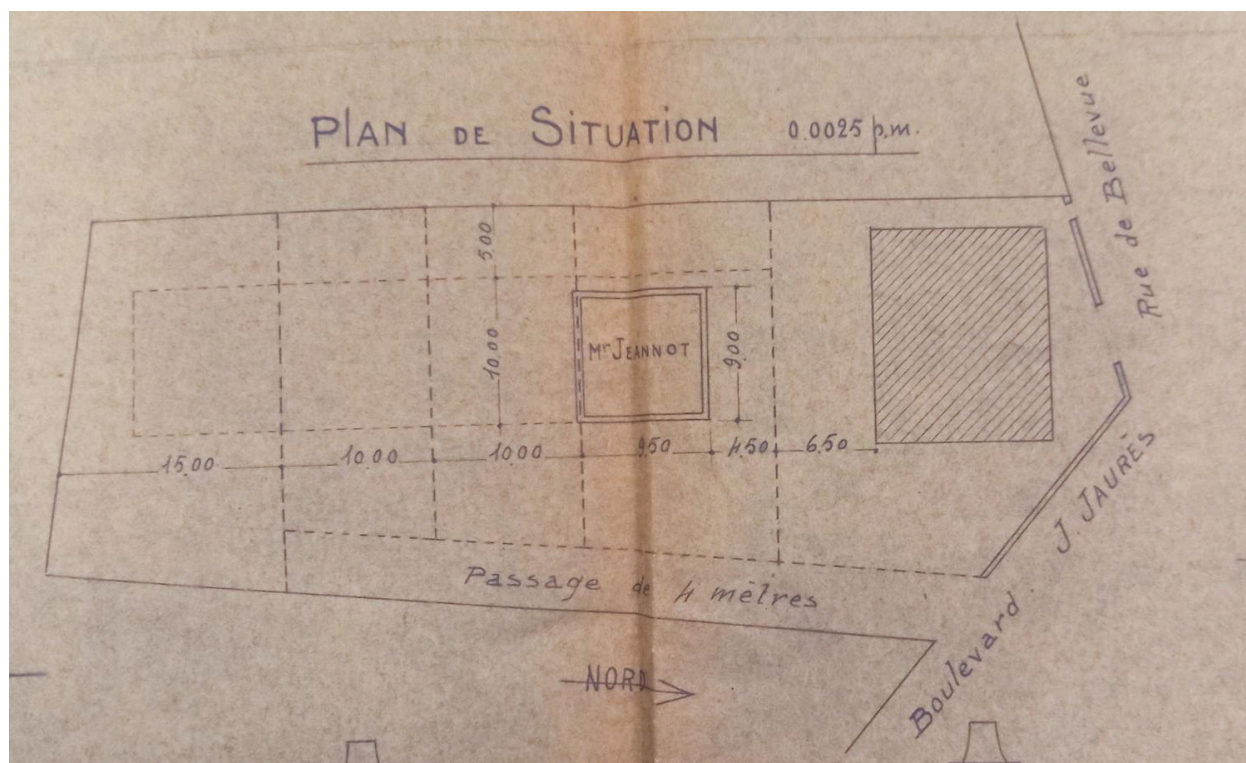 PLAN DE SITUATION 0.0025 p.m.
Rue de Bellevue
5.00
10.00
Mr JEANNOT
9.00
15.00 10.00 10.00 9.50 4.50 6.50
J. JAURÈS
Boulevard
Passage de 4 mètres
NORD